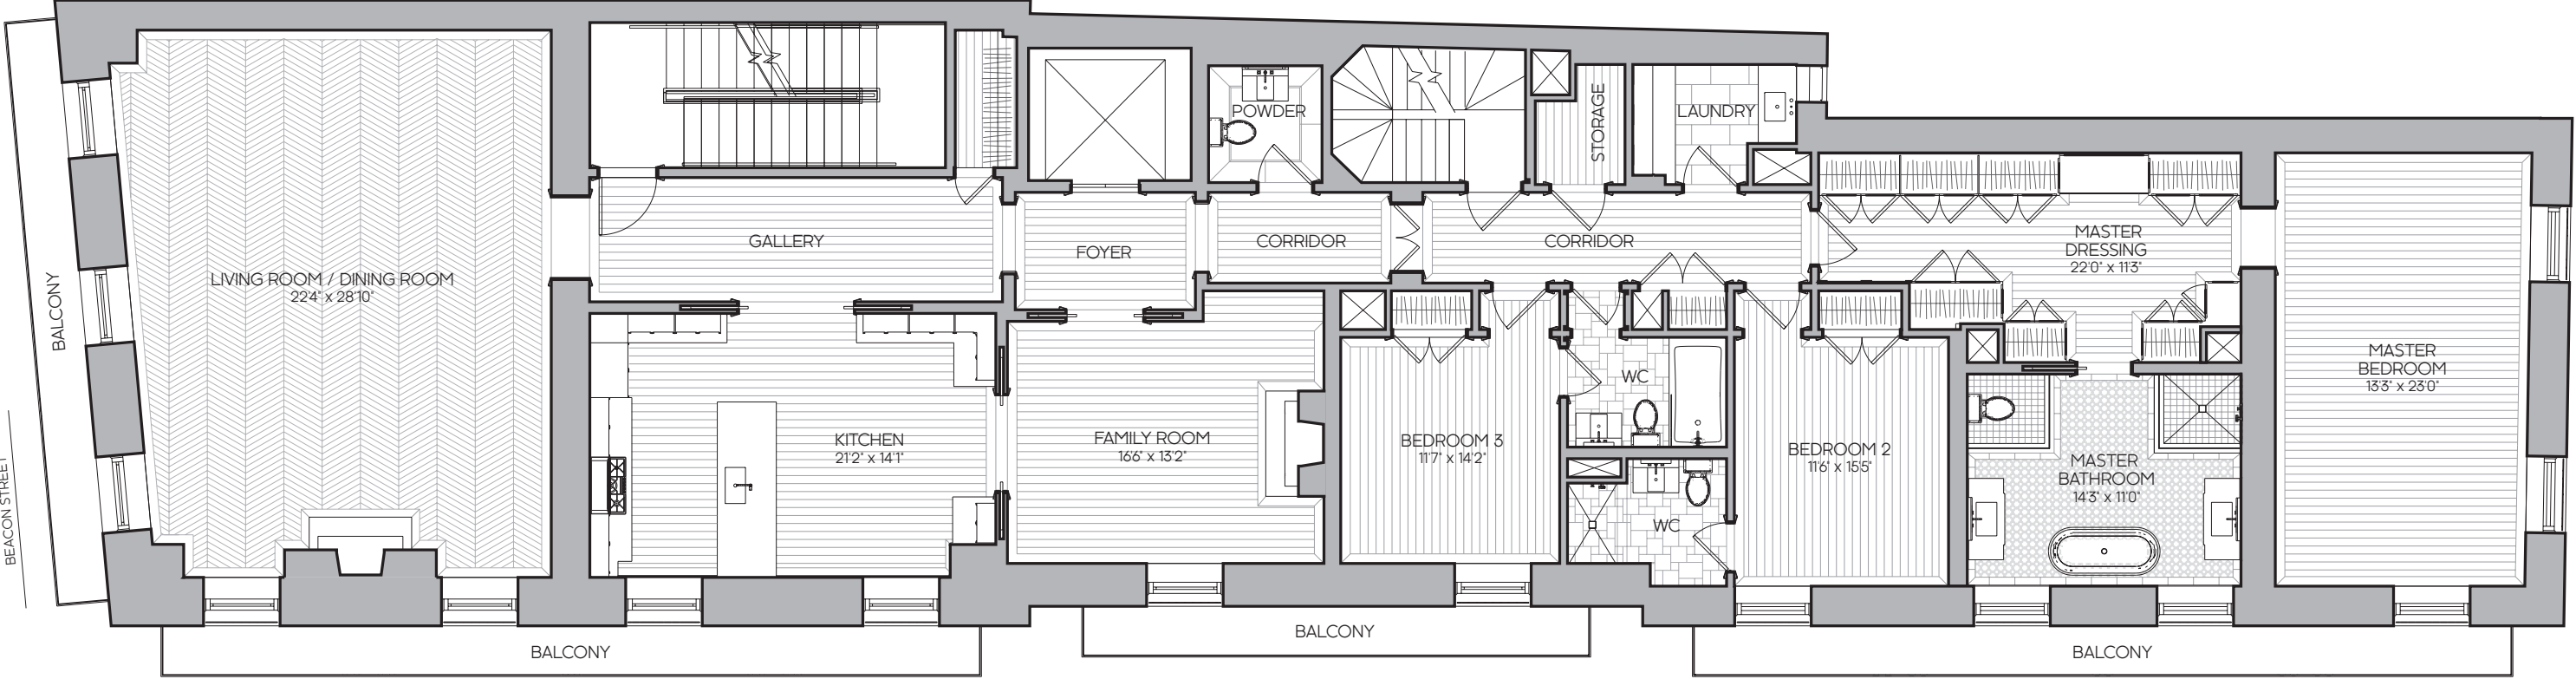 BALCONY
BEACON STREET
LIVING ROOM / DINING ROOM
22'4" x 28'10"
GALLERY
KITCHEN
21'2" x 14'1"
BALCONY
FOYER
FAMILY ROOM
16'6" x 13'2"
POWDER
CORRIDOR
BALCONY
BEDROOM 3
11'7" x 14'2"
STORAGE
LAUNDRY
CORRIDOR
WC
WC
BEDROOM 2
11'6" x 15'5"
MASTER
DRESSING
22'0" x 11'3"
MASTER
BATHROOM
14'3" x 11'0"
MASTER
BEDROOM
13'3" x 23'0"
BALCONY